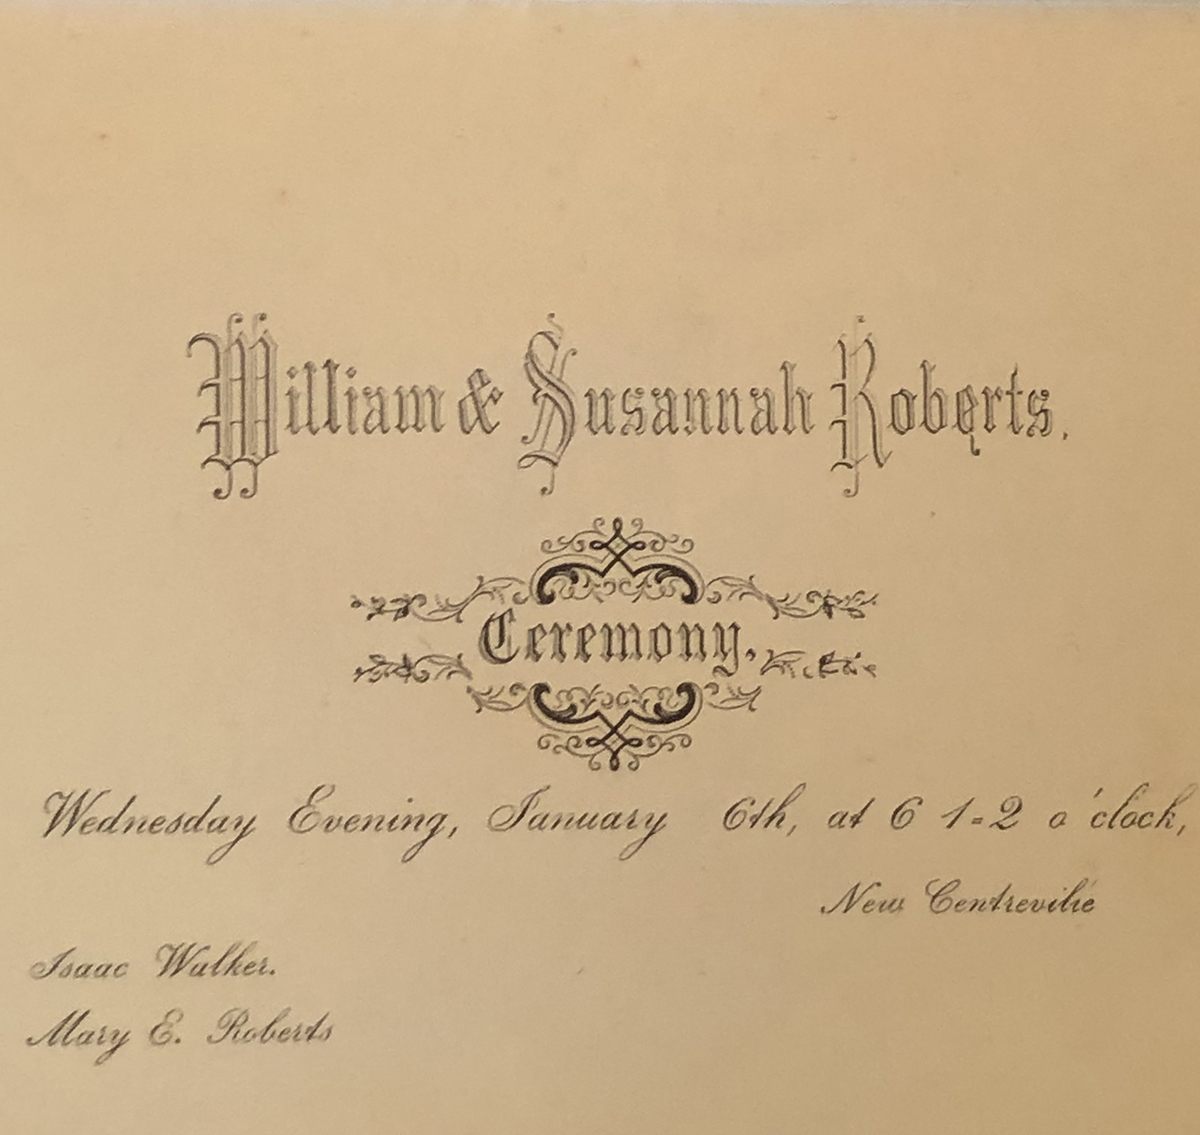 William & Susannah Roberts.
Ceremony.
Wednesday Evening, January 6th, at 6 1-2 o'clock,
New Centreville
Isaac Walker.
Mary E. Roberts